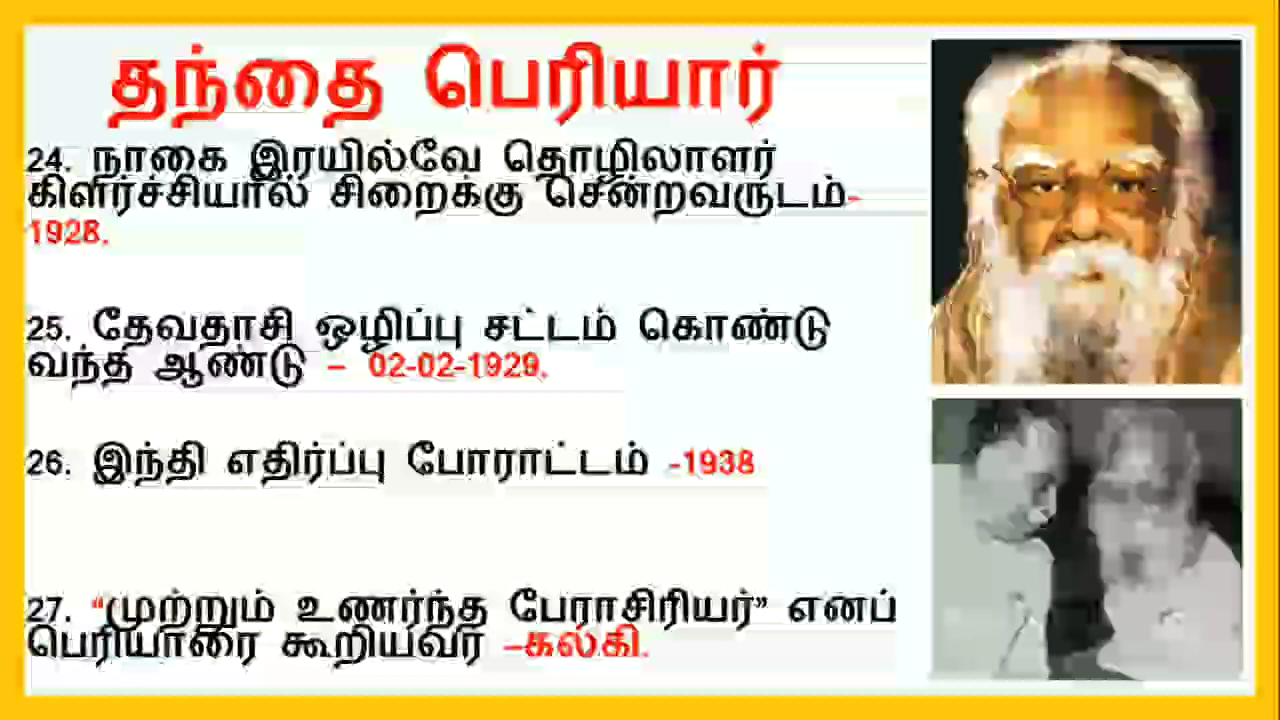 தந்தை பெரியார்
24. நாகை இரயில்வே தொழிலாளர்
கிளர்ச்சியால் சிறைக்கு சென்றவருடம்-
1928.
25. தேவதாசி ஒழிப்பு சட்டம் கொண்டு
வந்த ஆண்டு – 02-02-1929.
26. இந்தி எதிர்ப்பு போராட்டம் -1938
27. “முற்றும் உணர்ந்த பேராசிரியர்” எனப்
பெரியாரை கூறியவர் –கல்கி.